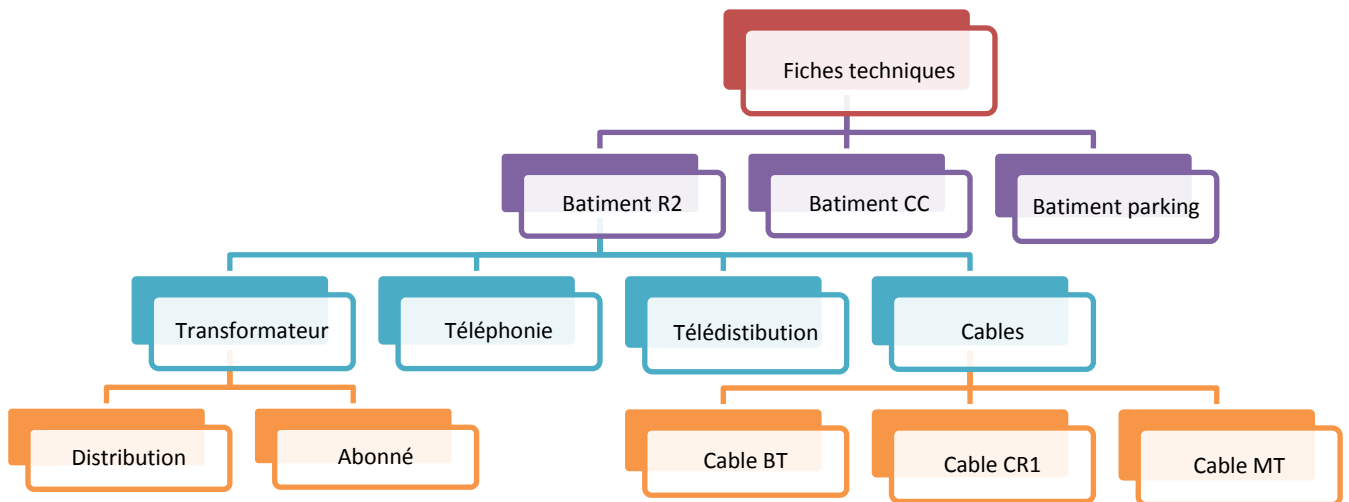 Fiches techniques
Batiment R2
Batiment CC
Batiment parking
Transformateur
Téléphonie
Télédistibution
Cables
Distribution
Abonné
Cable BT
Cable CR1
Cable MT